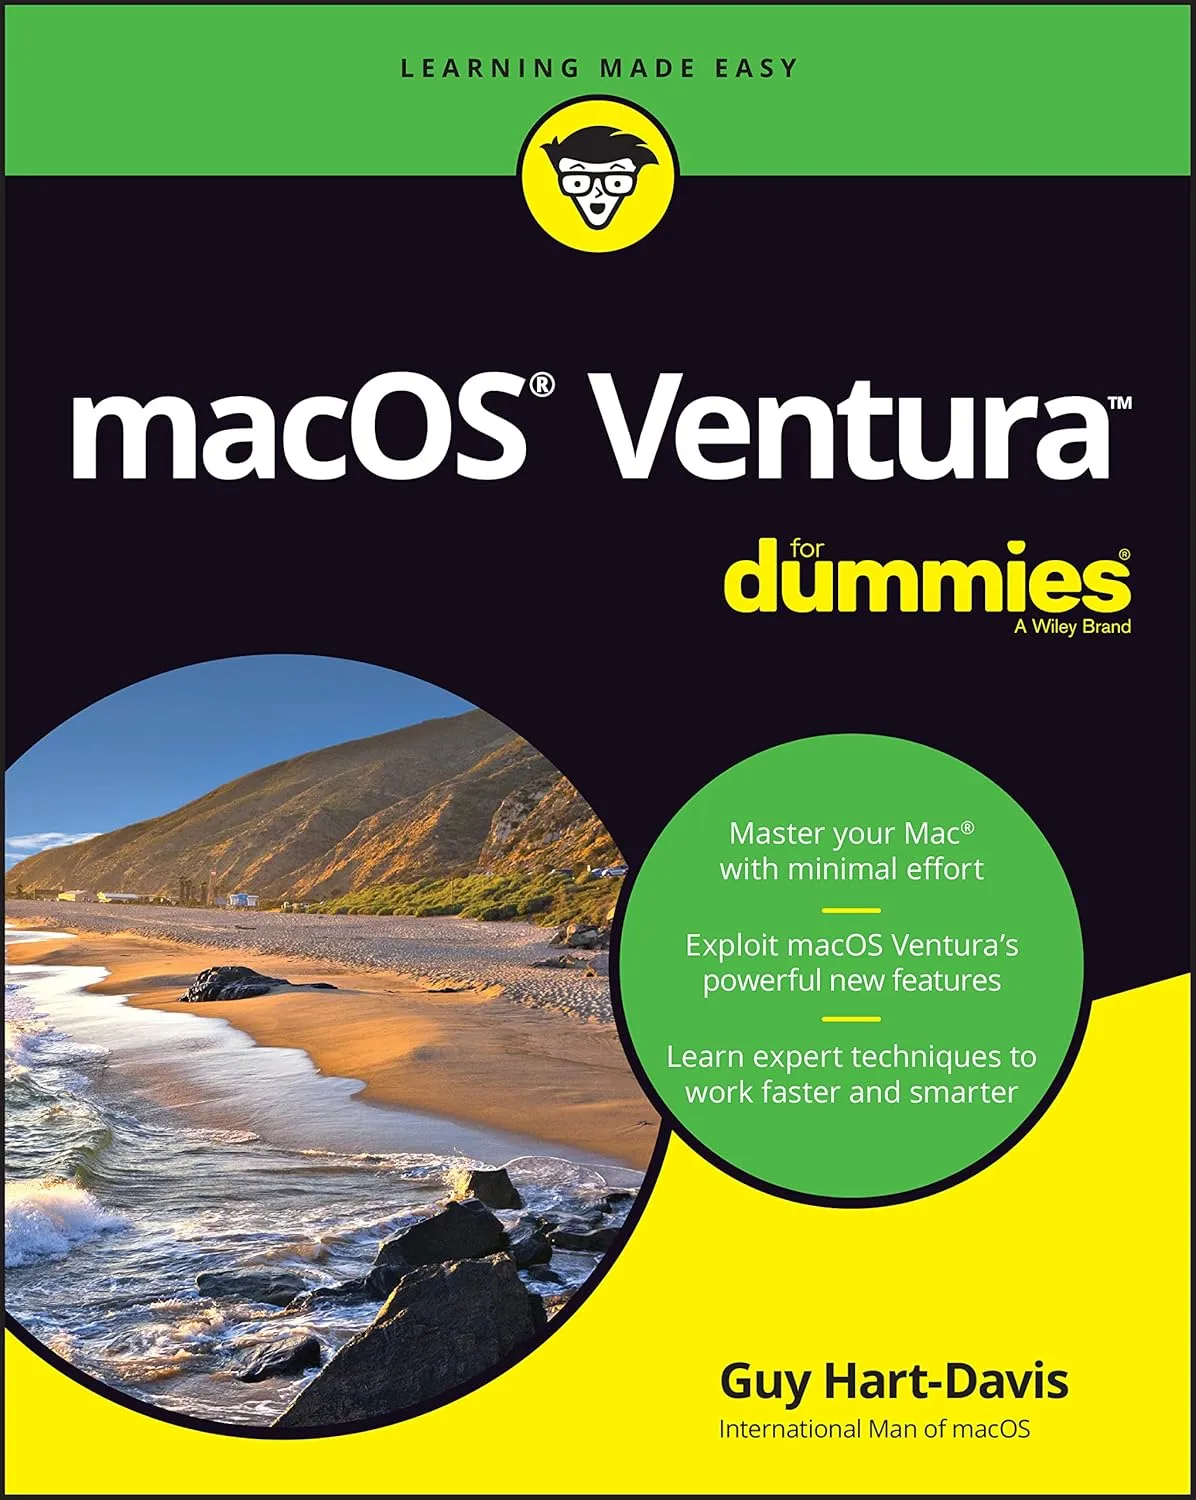 LEARNING MADE EASY
macOS® Ventura™
for
dummies®
A Wiley Brand
Master your Mac®
with minimal effort
Exploit macOS Ventura’s
powerful new features
Learn expert techniques to
work faster and smarter
Guy Hart-Davis
International Man of macOS